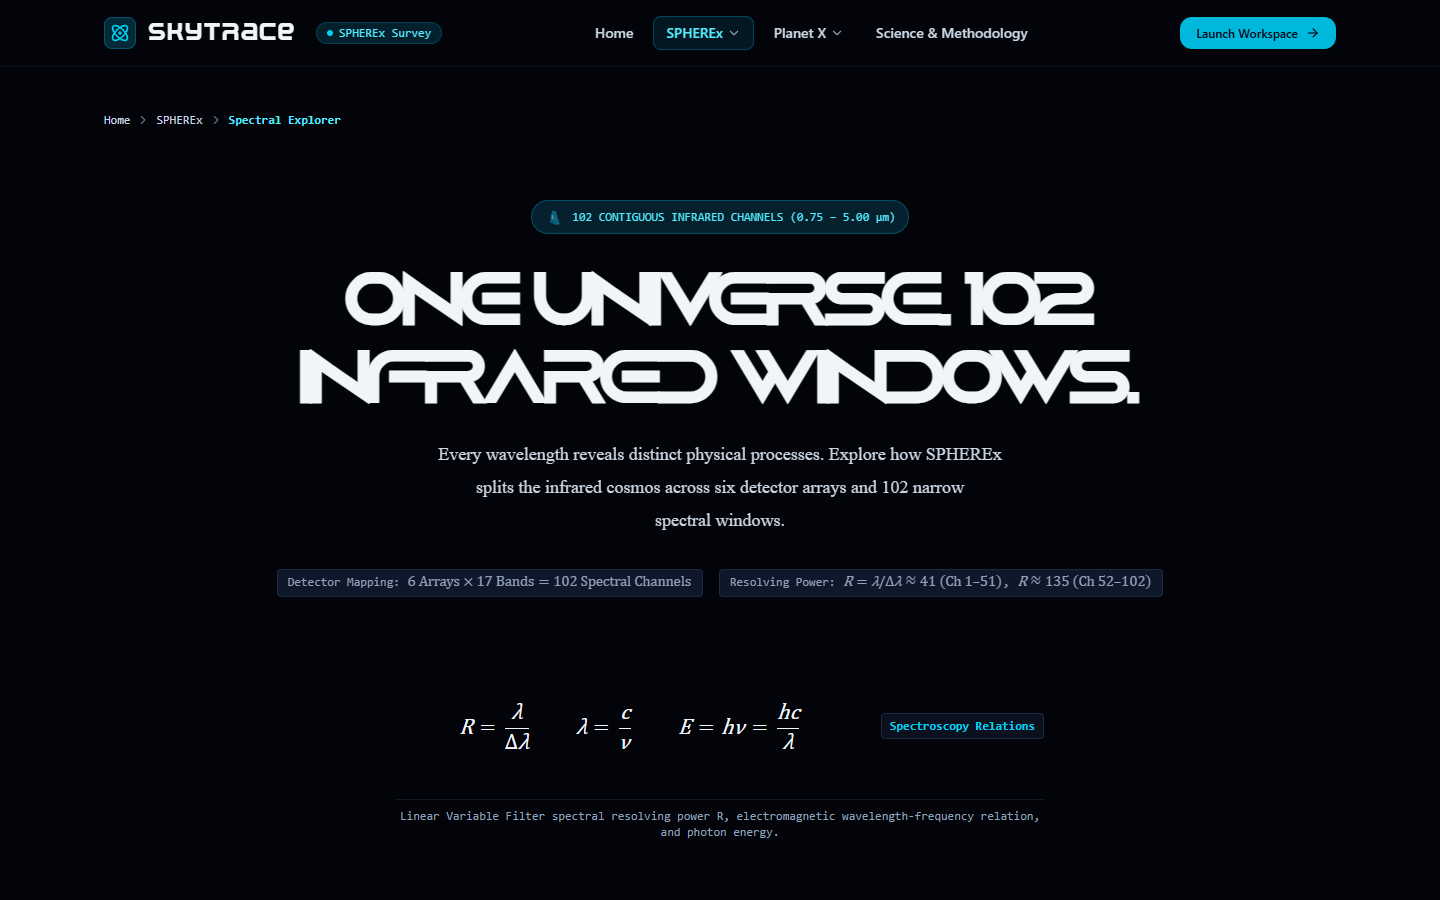 SKYTRACE
SPHEREx Survey
Home
SPHEREx
Planet X
Science & Methodology
Launch Workspace →
Home > SPHEREx > Spectral Explorer
102 CONTIGUOUS INFRARED CHANNELS (0.75 – 5.00 μm)
ONE UNIVERSE. 102
INFRARED WINDOWS.
Every wavelength reveals distinct physical processes. Explore how SPHEREx
splits the infrared cosmos across six detector arrays and 102 narrow
spectral windows.
Detector Mapping: 6 Arrays × 17 Bands = 102 Spectral Channels
Resolving Power: R = λ/Δλ ≈ 41 (Ch 1–51), R ≈ 135 (Ch 52–102)
R = λ/Δλ λ = c/ν E = hν = hc/λ
Spectroscopy Relations
Linear Variable Filter spectral resolving power R, electromagnetic wavelength-frequency relation,
and photon energy.